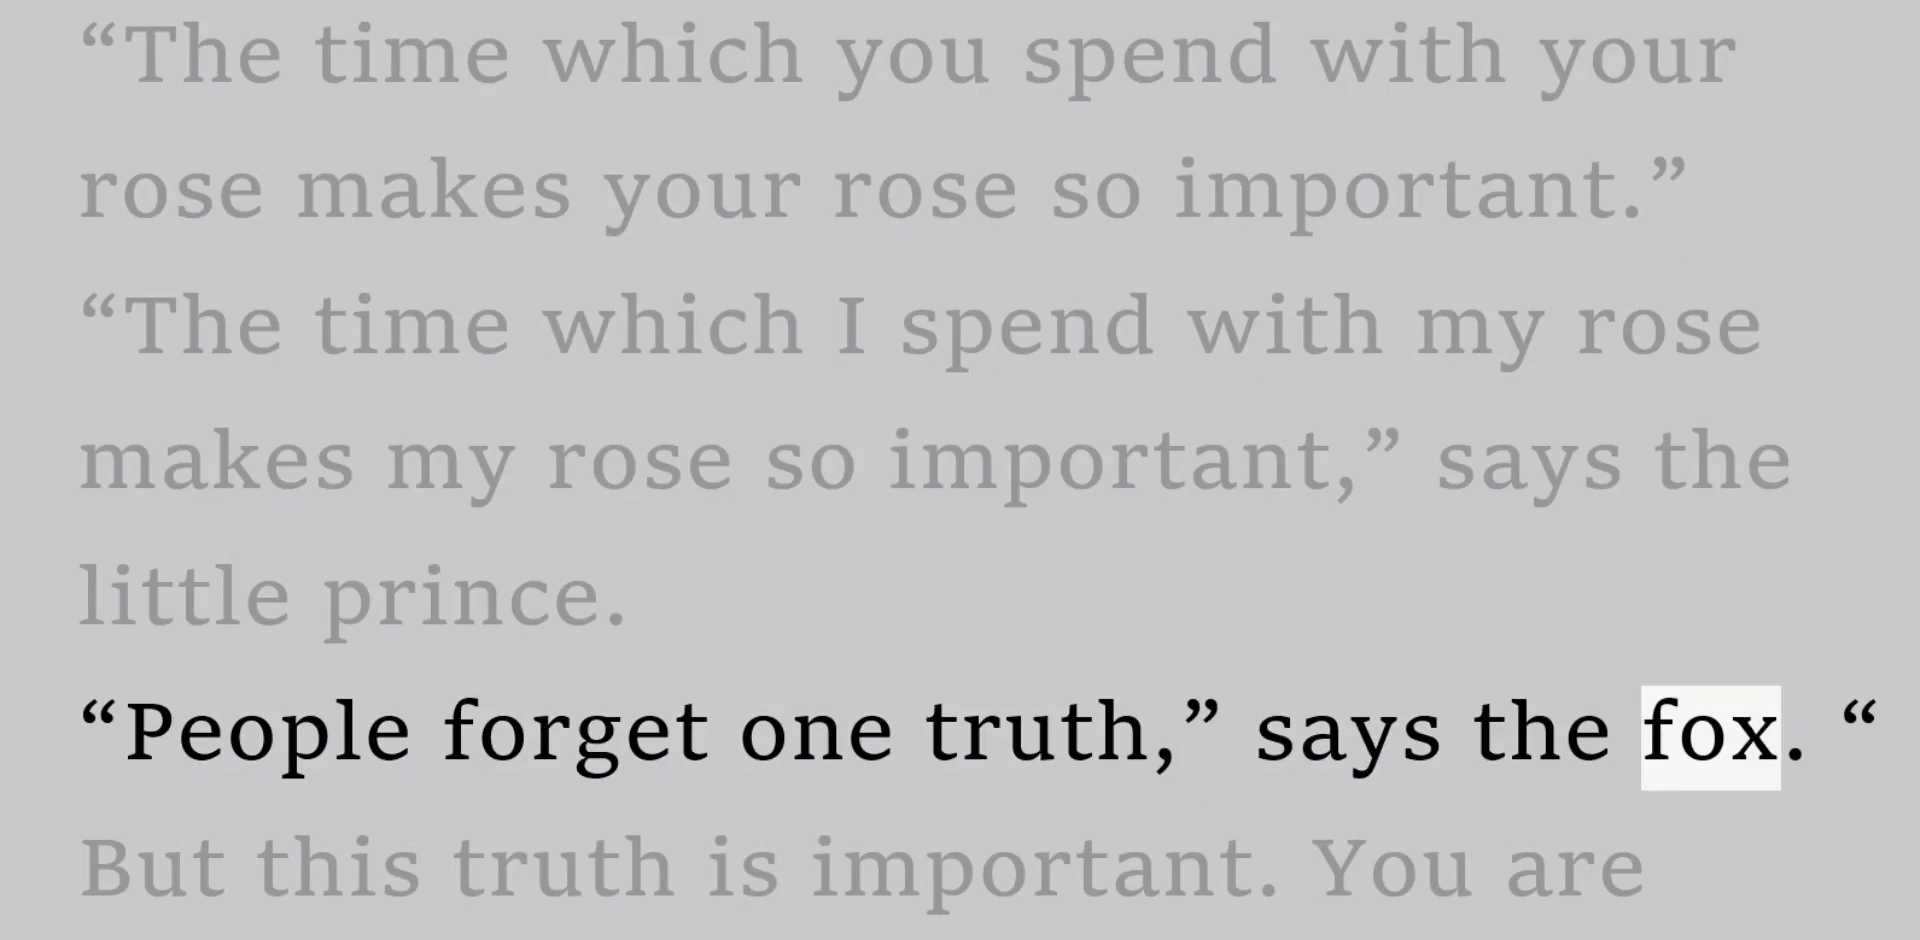 “The time which you spend with your
rose makes your rose so important.”
“The time which I spend with my rose
makes my rose so important,” says the
little prince.
“People forget one truth,” says the fox. “
But this truth is important. You are